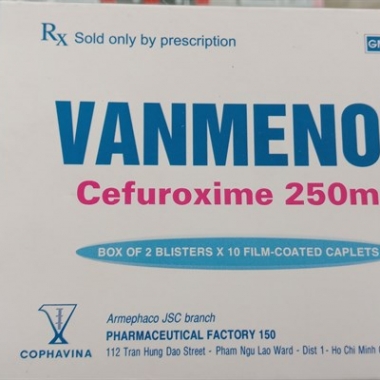 Rx Sold only by prescription
GM
VANMENO
Cefuroxime 250m
BOX OF 2 BLISTERS X 10 FILM-COATED CAPLETS
Armephaco JSC branch
PHARMACEUTICAL FACTORY 150
COPHAVINA
112 Tran Hung Dao Street - Pham Ngu Lao Ward - Dist 1- Ho Chi Minh